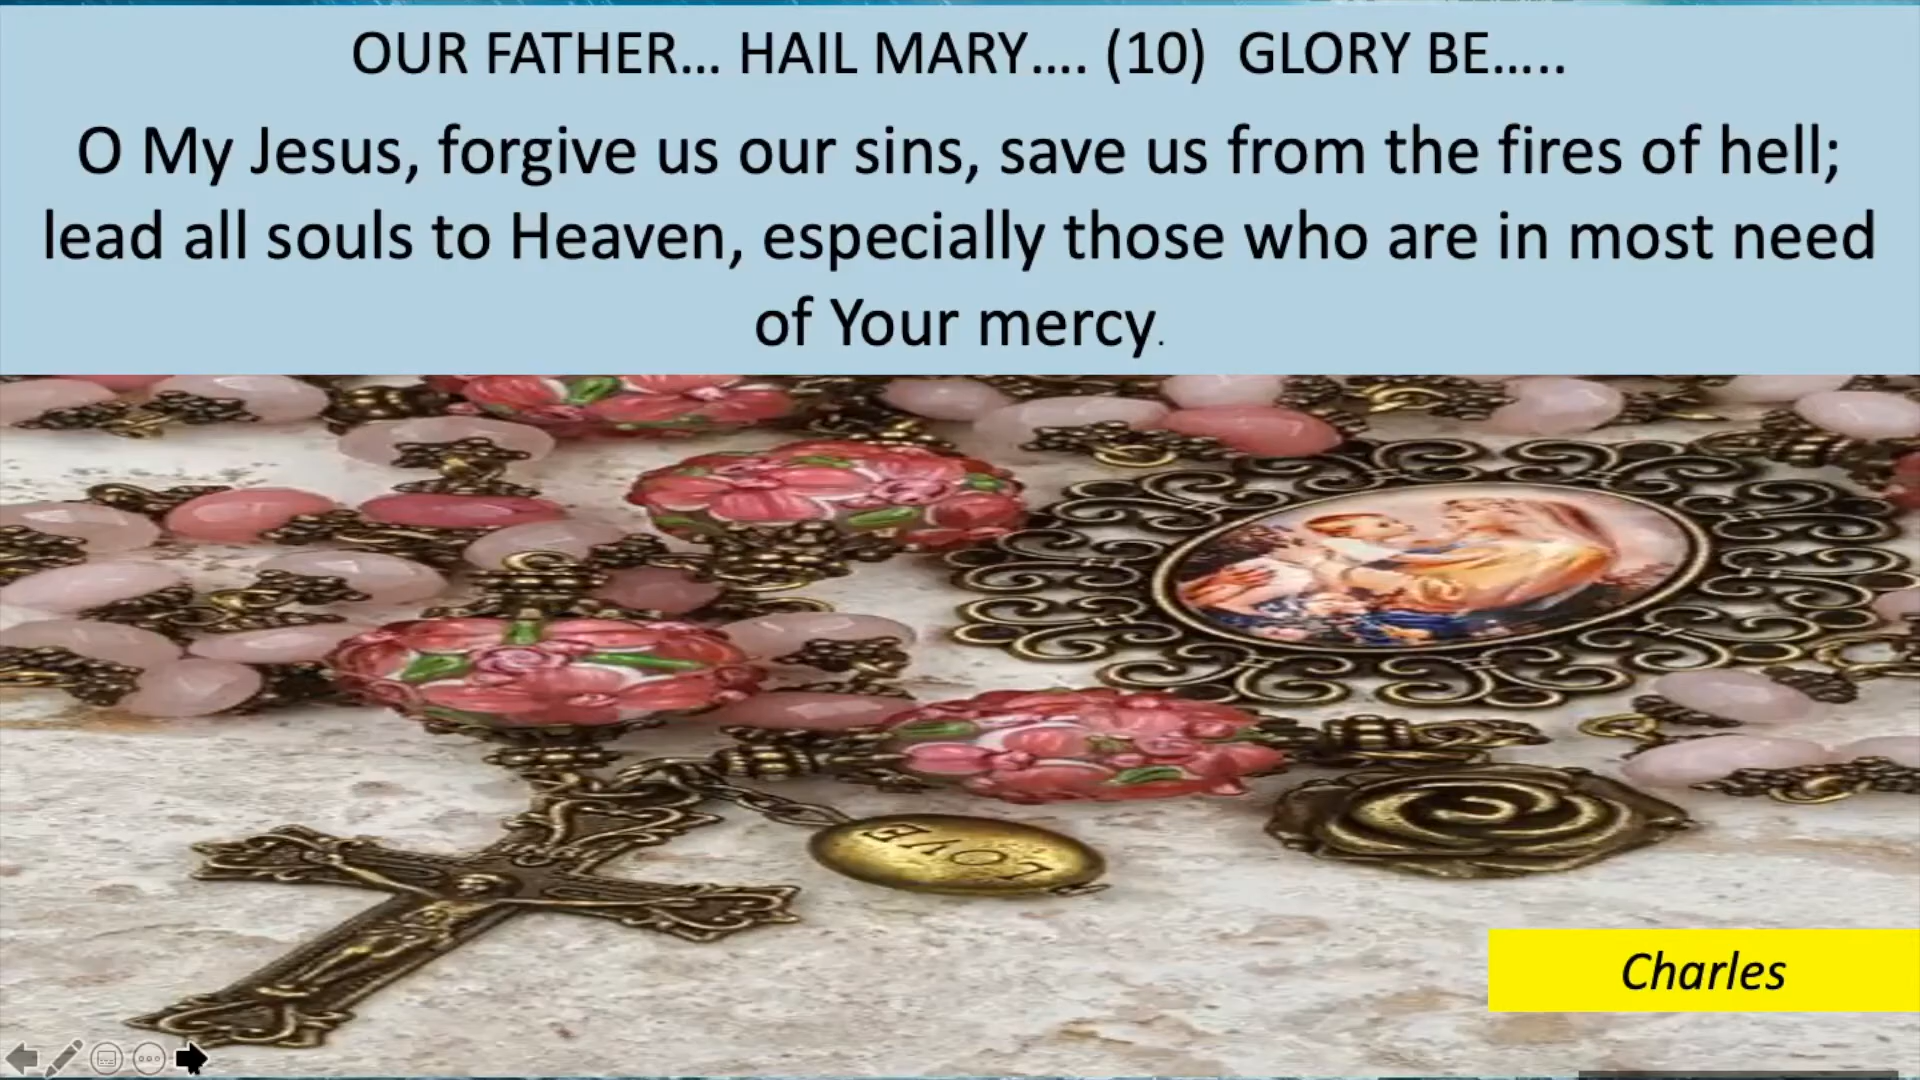 OUR FATHER… HAIL MARY…. (10)  GLORY BE…..
O My Jesus, forgive us our sins, save us from the fires of hell;
lead all souls to Heaven, especially those who are in most need
of Your mercy.
LOVE
Charles